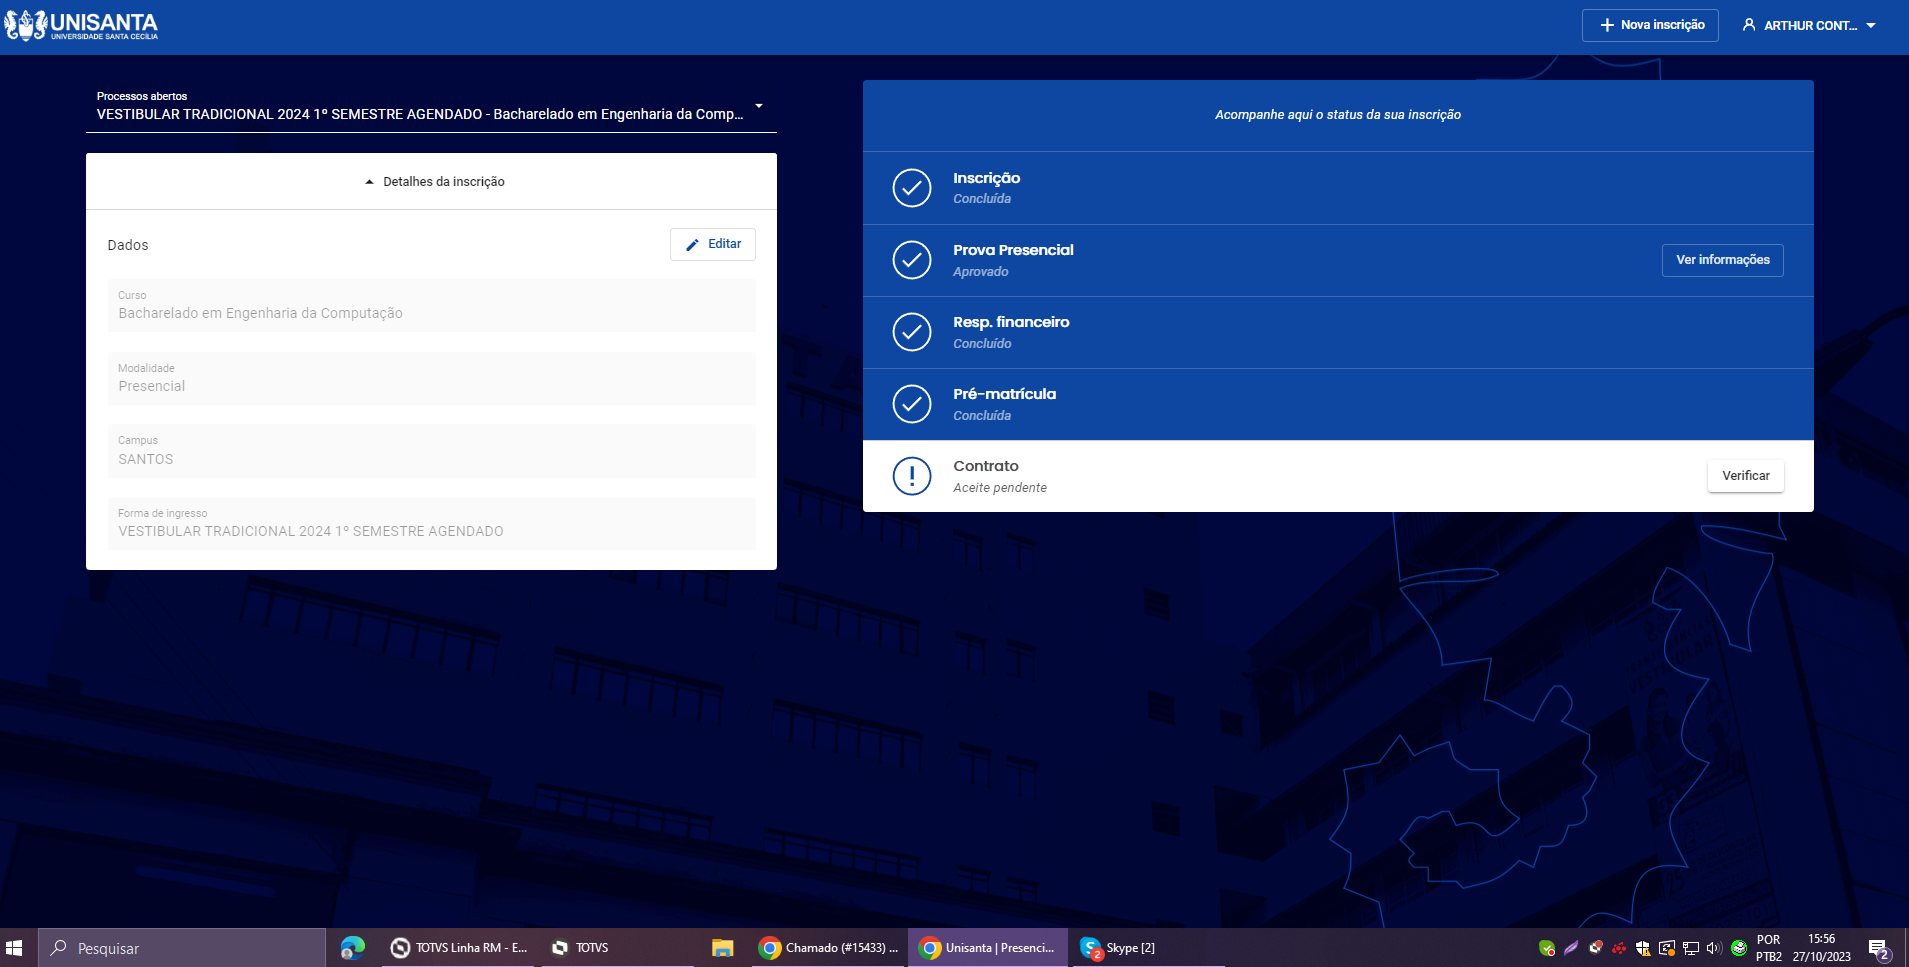 UNISANTA
UNIVERSIDADE SANTA CECÍLIA
Nova inscrição
ARTHUR CONT...
Processos abertos
VESTIBULAR TRADICIONAL 2024 1º SEMESTRE AGENDADO - Bacharelado em Engenharia da Comp...
Detalhes da inscrição
Dados
Editar
Curso
Bacharelado em Engenharia da Computação
Modalidade
Presencial
Campus
SANTOS
Forma de ingresso
VESTIBULAR TRADICIONAL 2024 1º SEMESTRE AGENDADO
Acompanhe aqui o status da sua inscrição
Inscrição
Concluída
Prova Presencial
Aprovado
Ver informações
Resp. financeiro
Concluído
Pré-matrícula
Concluída
Contrato
Aceite pendente
Verificar
Pesquisar
TOTVS Linha RM - E...
TOTVS
Chamado (#15433) ...
Unisanta | Presenci...
2
Skype [2]
POR
PTB2
15:56
27/10/2023
2